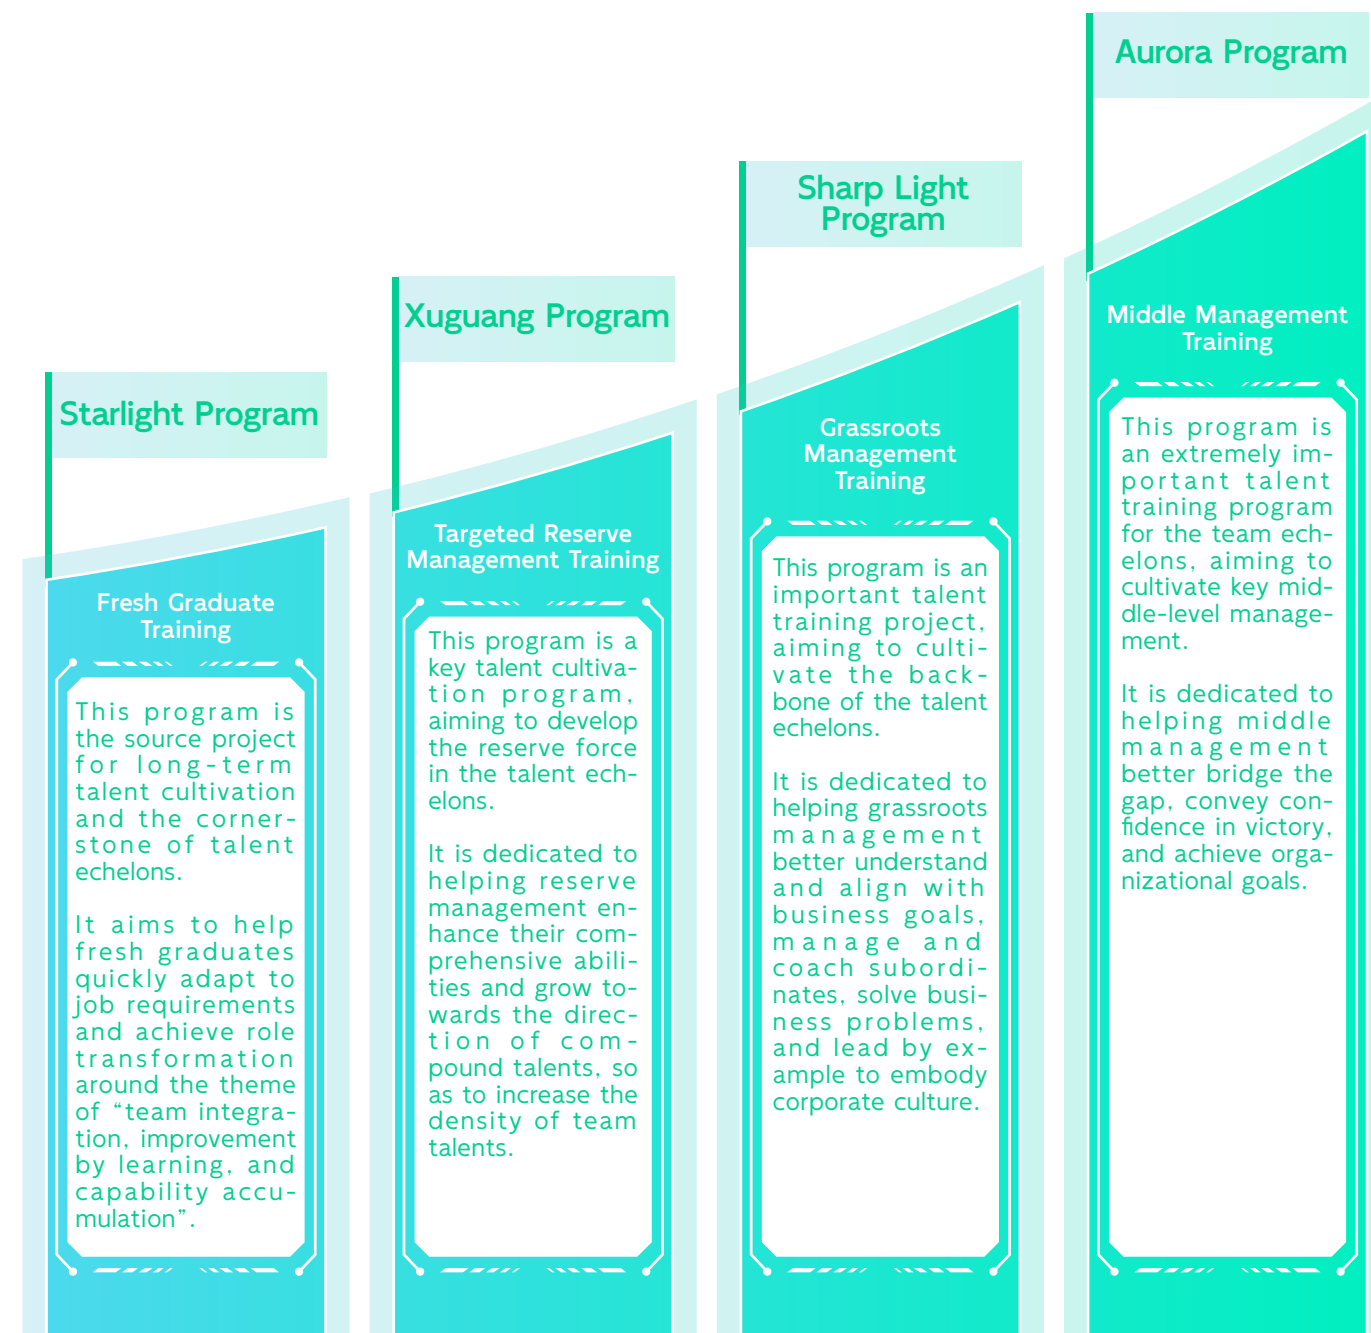 Starlight Program
Fresh Graduate
Training
This program is
the source project
for long-term
talent cultivation
and the corner-
stone of talent
echelons.
It aims to help
fresh graduates
quickly adapt to
job requirements
and achieve role
transformation
around the theme
of “team integra-
tion, improvement
by learning, and
capability accu-
mulation”.
Xuguang Program
Targeted Reserve
Management Training
This program is a
key talent cultiva-
tion program,
aiming to develop
the reserve force
in the talent ech-
elons.
It is dedicated to
helping reserve
management en-
hance their com-
prehensive abili-
ties and grow to-
wards the direc-
tion of com-
pound talents, so
as to increase the
density of team
talents.
Sharp Light
Program
Grassroots
Management
Training
This program is an
important talent
training project,
aiming to culti-
vate the back-
bone of the talent
echelons.
It is dedicated to
helping grassroots
management
better understand
and align with
business goals,
manage and
coach subordi-
nates, solve busi-
ness problems,
and lead by ex-
ample to embody
corporate culture.
Aurora Program
Middle Management
Training
This program is
an extremely im-
portant talent
training program
for the team ech-
elons, aiming to
cultivate key mid-
dle-level manage-
ment.
It is dedicated to
helping middle
management
better bridge the
gap, convey con-
fidence in victory,
and achieve orga-
nizational goals.